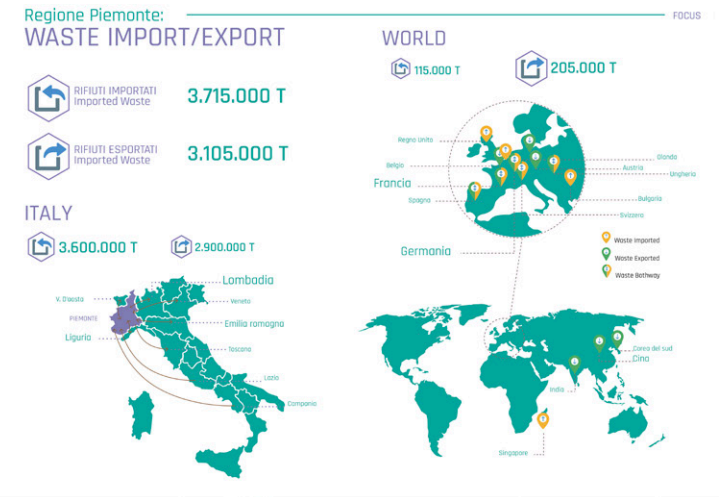 Regione Piemonte:
WASTE IMPORT/EXPORT
FOCUS
RIFIUTI IMPORTATI
Imported Waste
3.715.000 T
RIFIUTI ESPORTATI
Imported Waste
3.105.000 T
ITALY
3.600.000 T
2.900.000 T
Lombadia
V. D'aosta
Veneto
PIEMONTE
Emilia romagna
Liguria
Toscana
Lazio
Campania
WORLD
115.000 T
205.000 T
Regno Unito
Olanda
Belgio
Austria
Ungheria
Francia
Spagna
Bulgaria
Svizzera
Germania
Waste Imported
Waste Exported
Waste Bothway
Corea del sud
Cina
India
Singapore